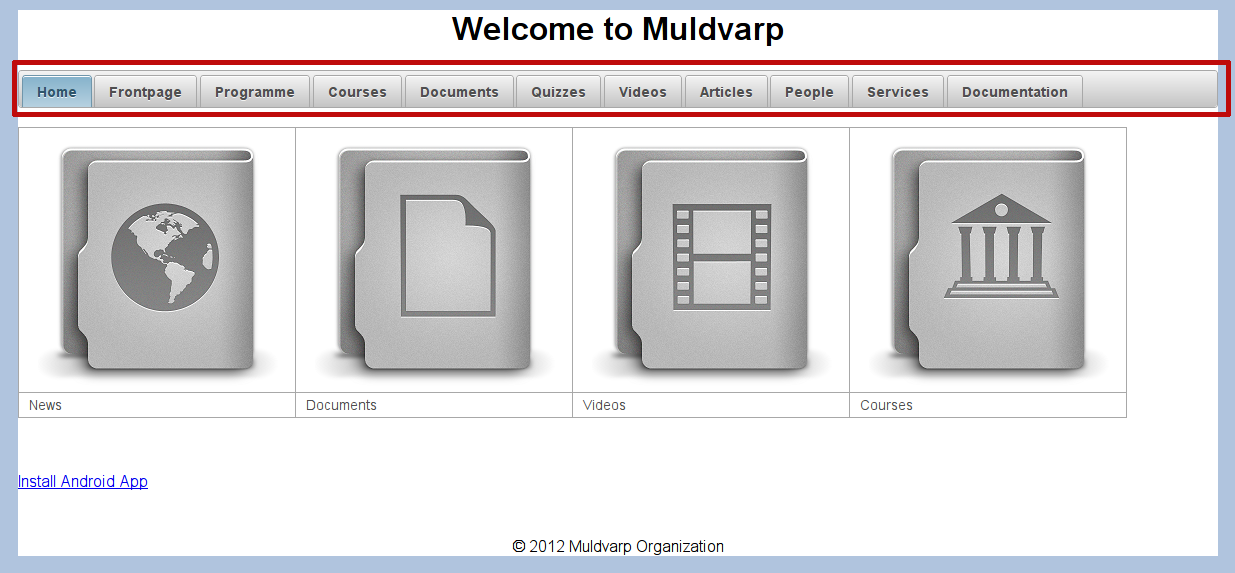 Welcome to Muldvarp
Home Frontpage Programme Courses Documents Quizzes Videos Articles People Services Documentation
News Documents Videos Courses
Install Android App
© 2012 Muldvarp Organization